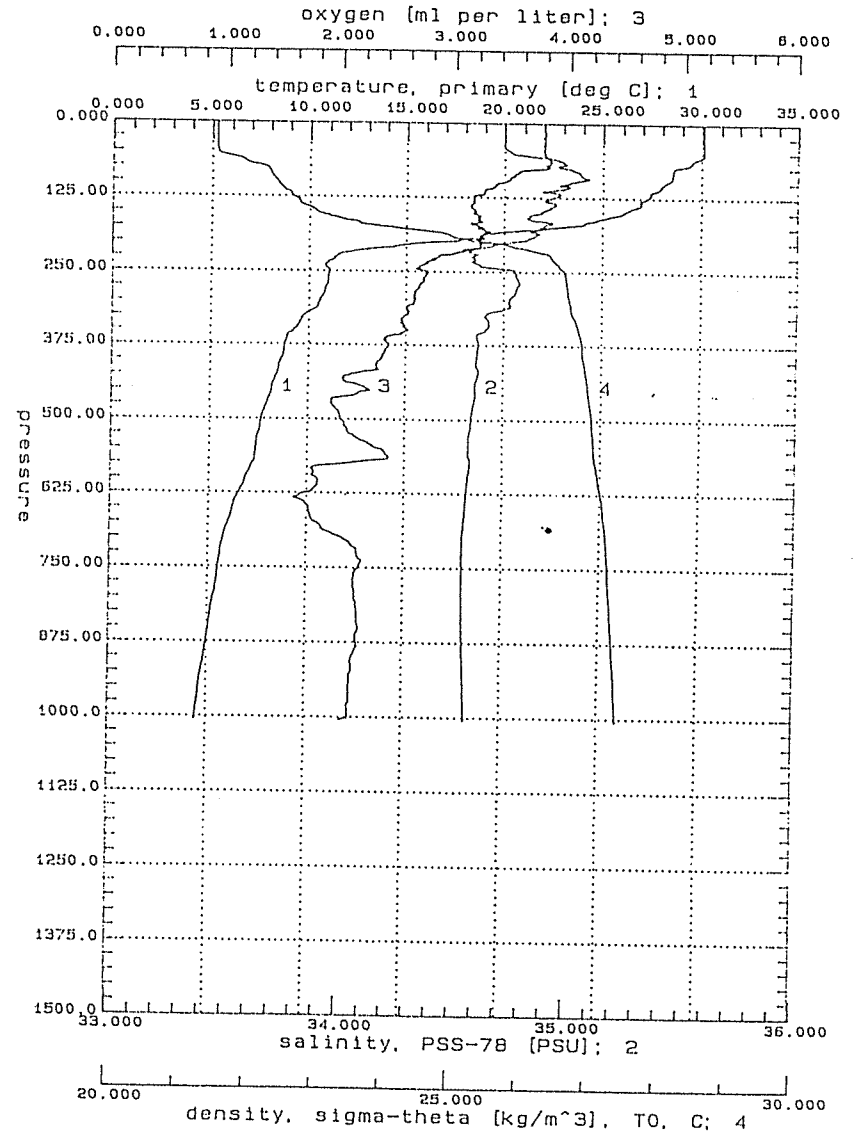 oxygen [ml per liter]; 3
0.000 1.000 2.000 3.000 4.000 5.000 6.000
temperature, primary [deg C]; 1
0.000 5.000 10.000 15.000 20.000 25.000 30.000 35.000
0.000
125.00
250.00
375.00
1 3 2 4
500.00
625.00
750.00
875.00
1000.0
1125.0
1250.0
1375.0
1500.0
pressure
33.000 34.000 35.000 36.000
salinity, PSS-78 [PSU]; 2
20.000 25.000 30.000
density, sigma-theta [kg/m^3], T0, C; 4